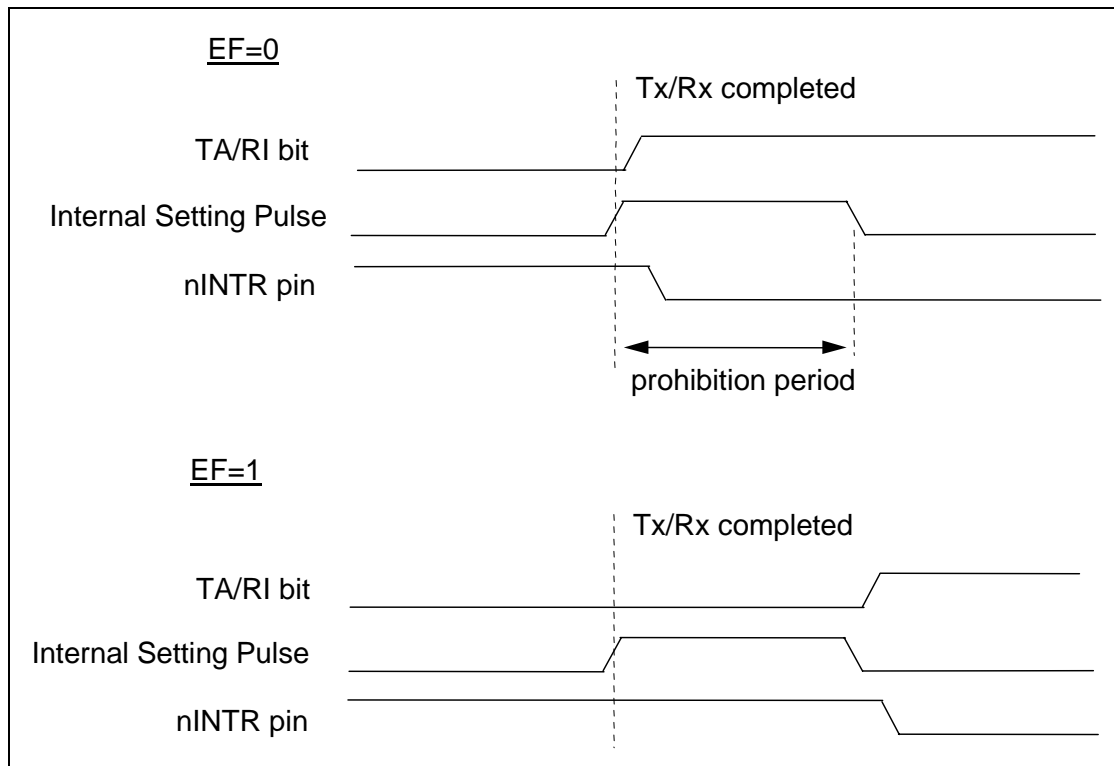 EF=0
Tx/Rx completed
TA/RI bit
Internal Setting Pulse
nINTR pin
prohibition period
EF=1
Tx/Rx completed
TA/RI bit
Internal Setting Pulse
nINTR pin